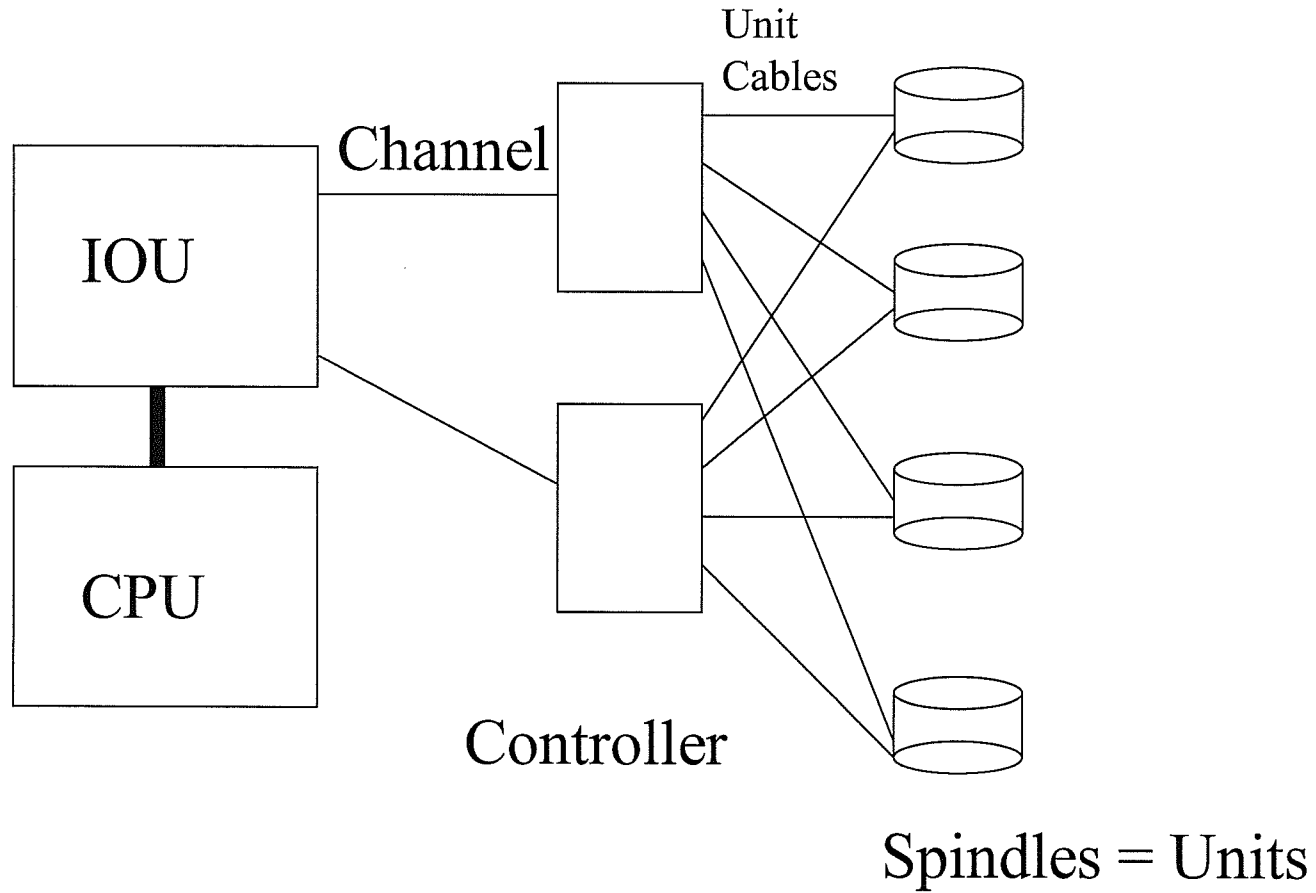 Unit
Cables
Channel
IOU
CPU
Controller
Spindles = Units